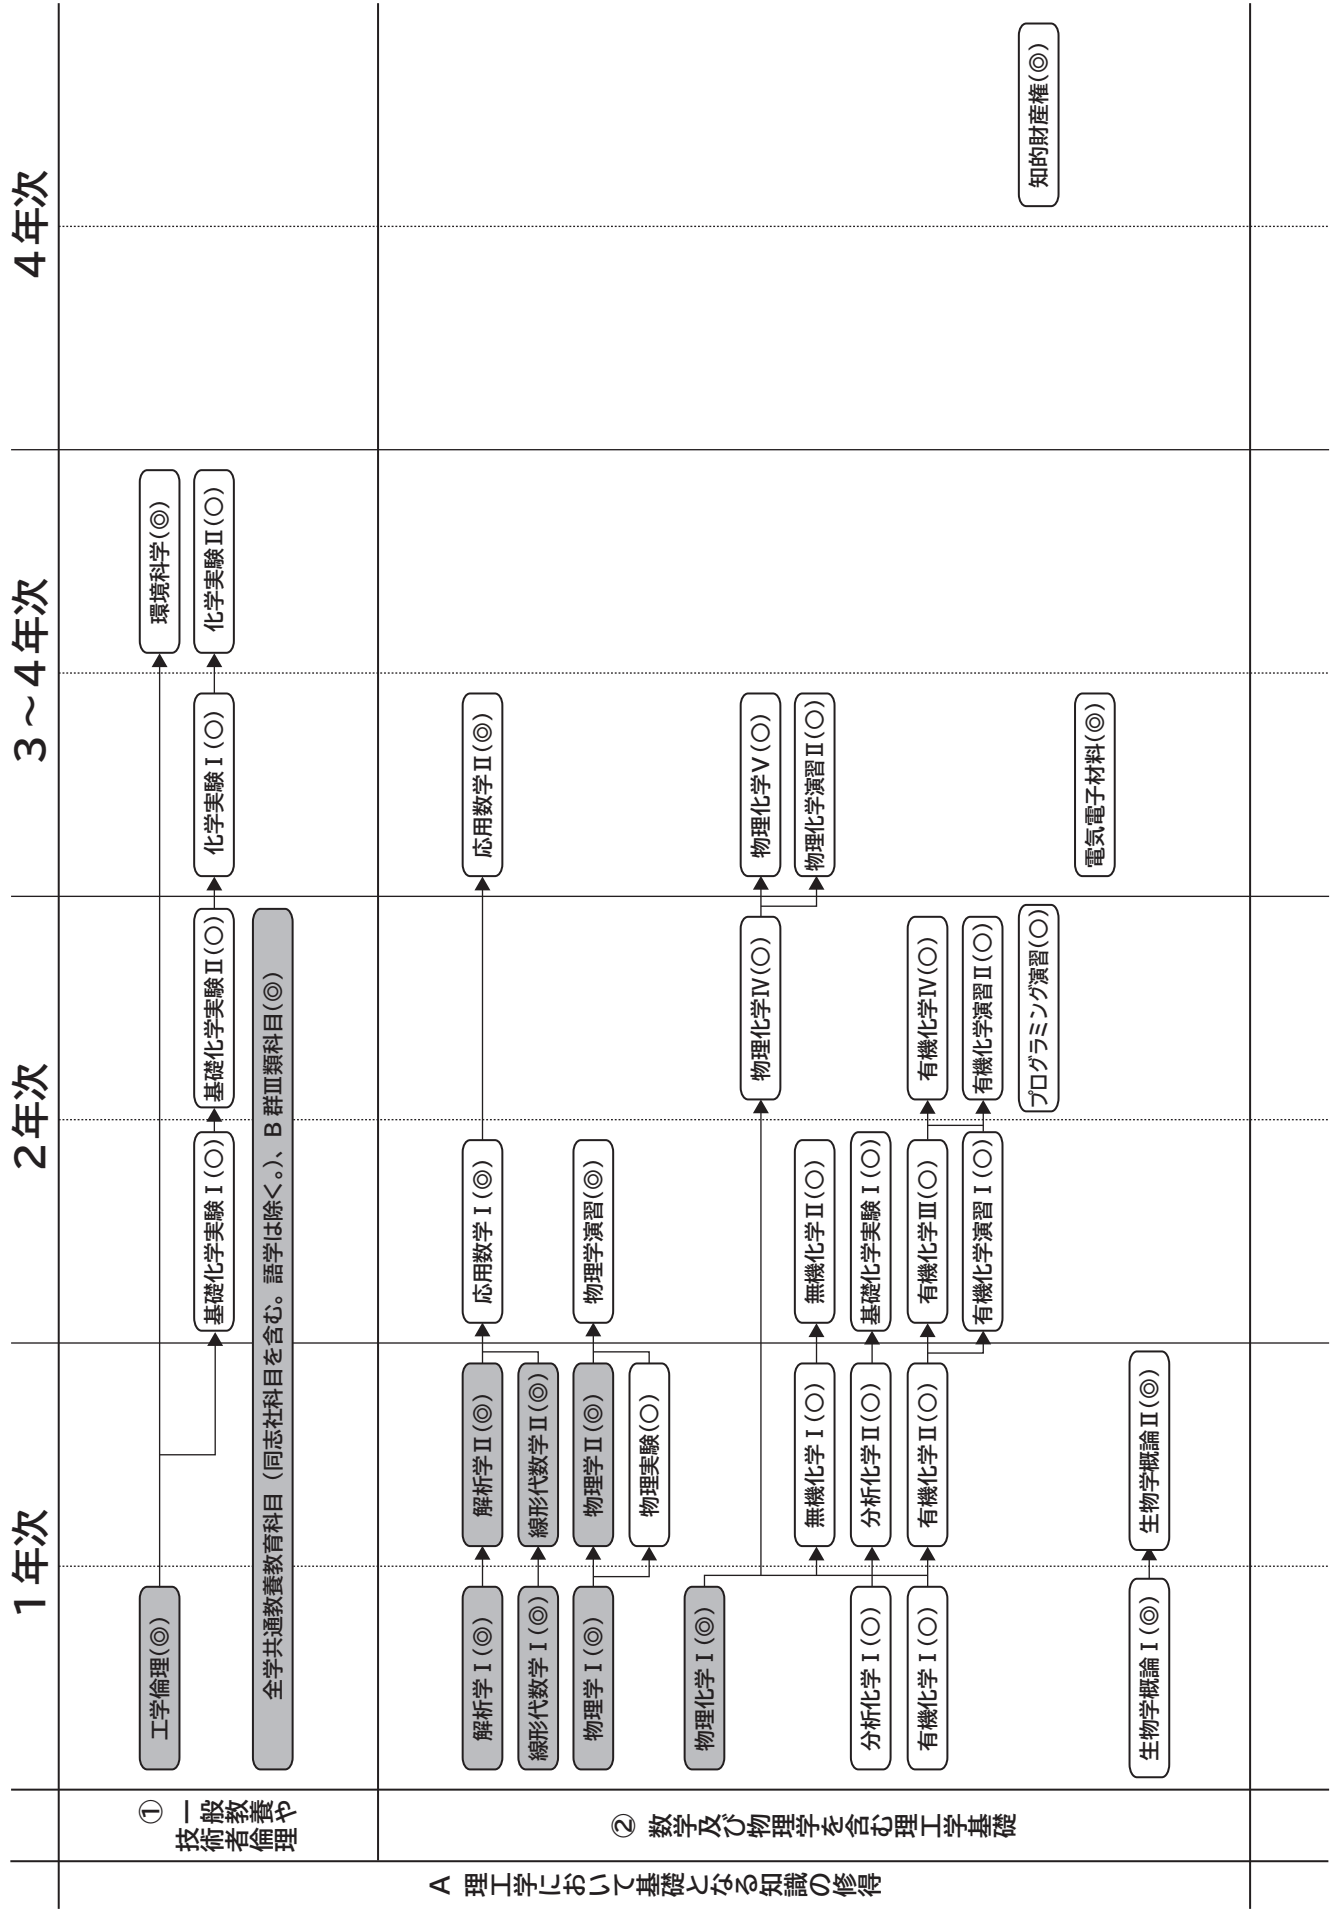 1年次
2年次
3～4年次
4年次
A 理工学において基礎となる知識の修得
①
一般教養や
技術者倫理
工学倫理(◎)
環境科学(◎)
基礎化学実験Ⅰ(○)
基礎化学実験Ⅱ(○)
化学実験Ⅰ(○)
化学実験Ⅱ(○)
全学共通教養教育科目（同志社科目を含む。語学は除く。）、B 群Ⅲ類科目(◎)
② 数学及び物理学を含む理工学基礎
解析学Ⅰ(◎)
解析学Ⅱ(◎)
応用数学Ⅰ(◎)
応用数学Ⅱ(◎)
線形代数学Ⅰ(◎)
線形代数学Ⅱ(◎)
物理学Ⅰ(◎)
物理学Ⅱ(◎)
物理学演習(◎)
物理実験(○)
物理化学Ⅰ(◎)
物理化学Ⅳ(○)
物理化学Ⅴ(○)
無機化学Ⅰ(○)
無機化学Ⅱ(○)
物理化学演習Ⅱ(○)
分析化学Ⅰ(○)
分析化学Ⅱ(○)
基礎化学実験Ⅰ(○)
有機化学Ⅰ(○)
有機化学Ⅱ(○)
有機化学Ⅲ(○)
有機化学Ⅳ(○)
有機化学演習Ⅰ(○)
有機化学演習Ⅱ(○)
プログラミング演習(○)
知的財産権(◎)
電気電子材料(◎)
生物学概論Ⅰ(◎)
生物学概論Ⅱ(◎)